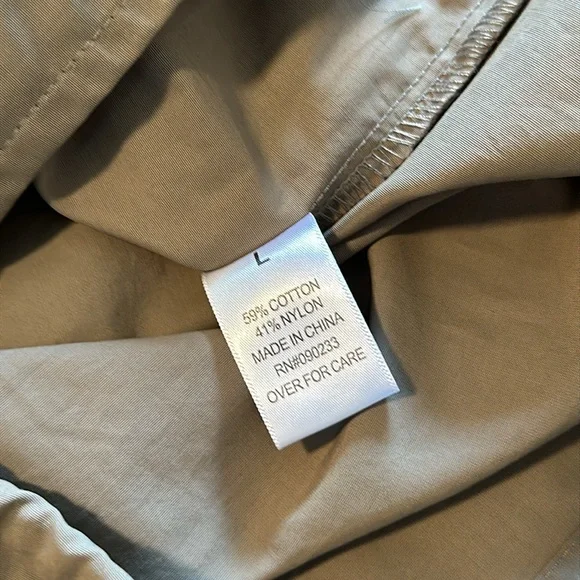 L
59% COTTON
41% NYLON
MADE IN CHINA
RN#090233
OVER FOR CARE